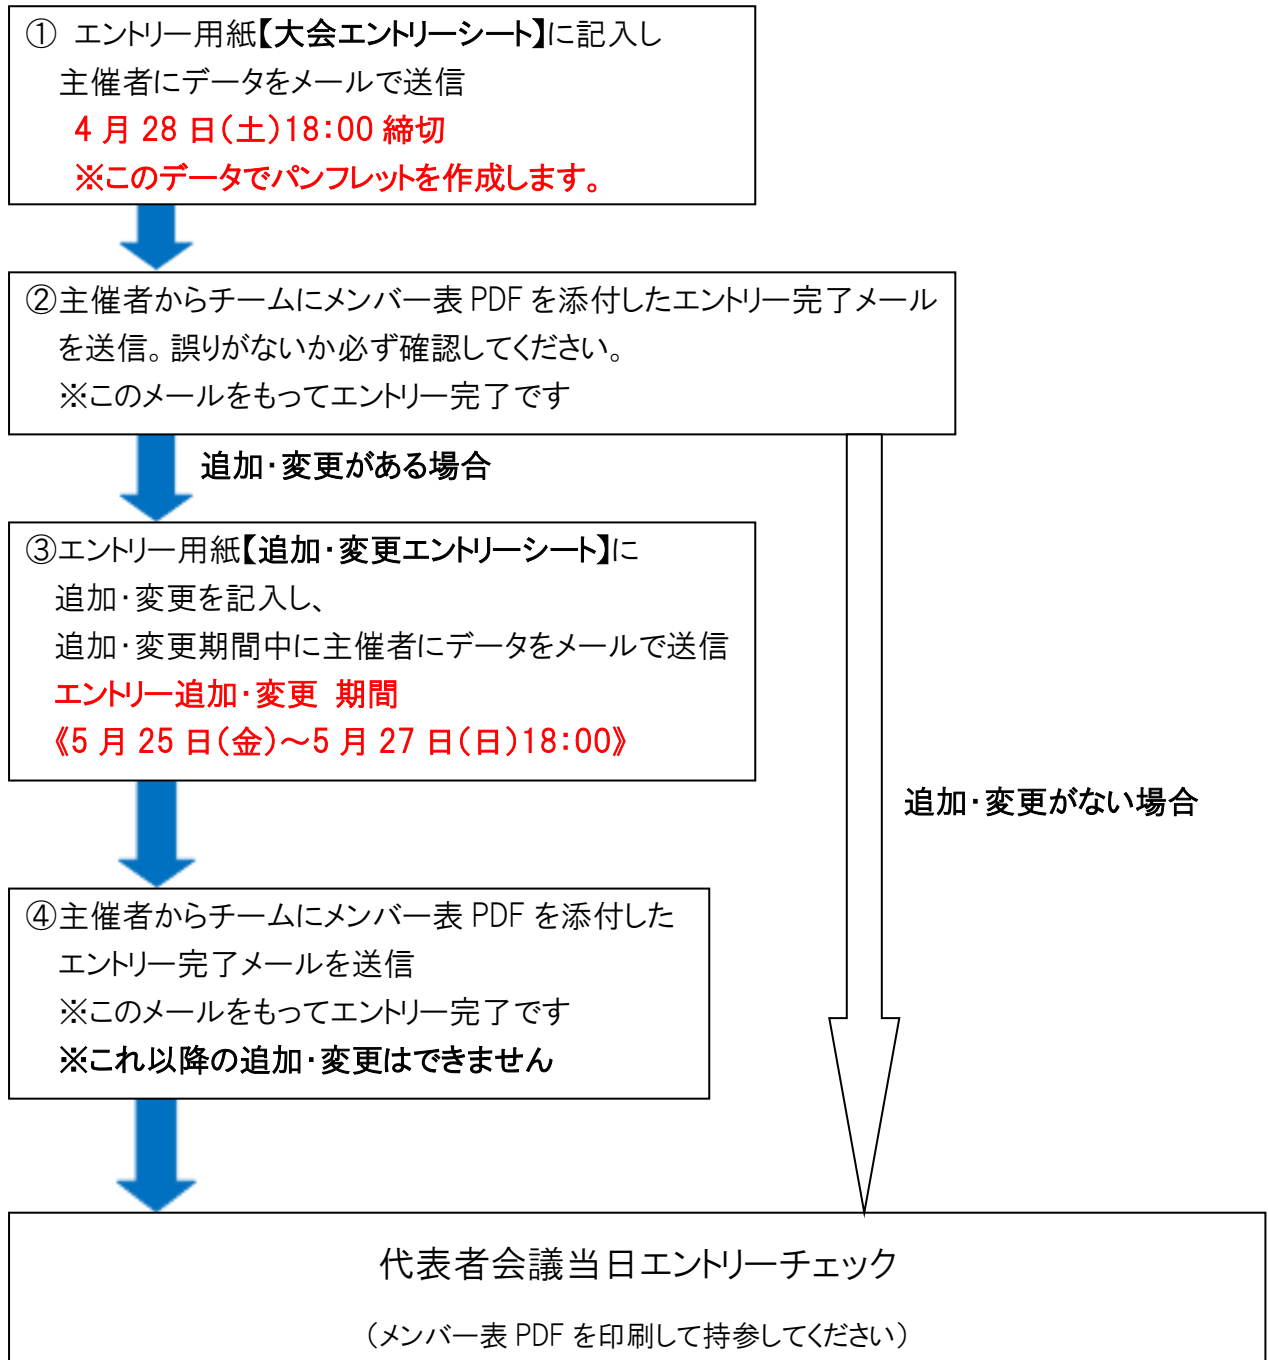 ① エントリー用紙【大会エントリーシート】に記入し
主催者にデータをメールで送信
4月28日(土)18:00締切
※このデータでパンフレットを作成します。
②主催者からチームにメンバー表PDFを添付したエントリー完了メール
を送信。誤りがないか必ず確認してください。
※このメールをもってエントリー完了です
追加・変更がある場合
③エントリー用紙【追加・変更エントリーシート】に
追加・変更を記入し、
追加・変更期間中に主催者にデータをメールで送信
エントリー追加・変更 期間
《5月25日(金)～5月27日(日)18:00》
追加・変更がない場合
④主催者からチームにメンバー表PDFを添付した
エントリー完了メールを送信
※このメールをもってエントリー完了です
※これ以降の追加・変更はできません
代表者会議当日エントリーチェック
(メンバー表PDFを印刷して持参してください)